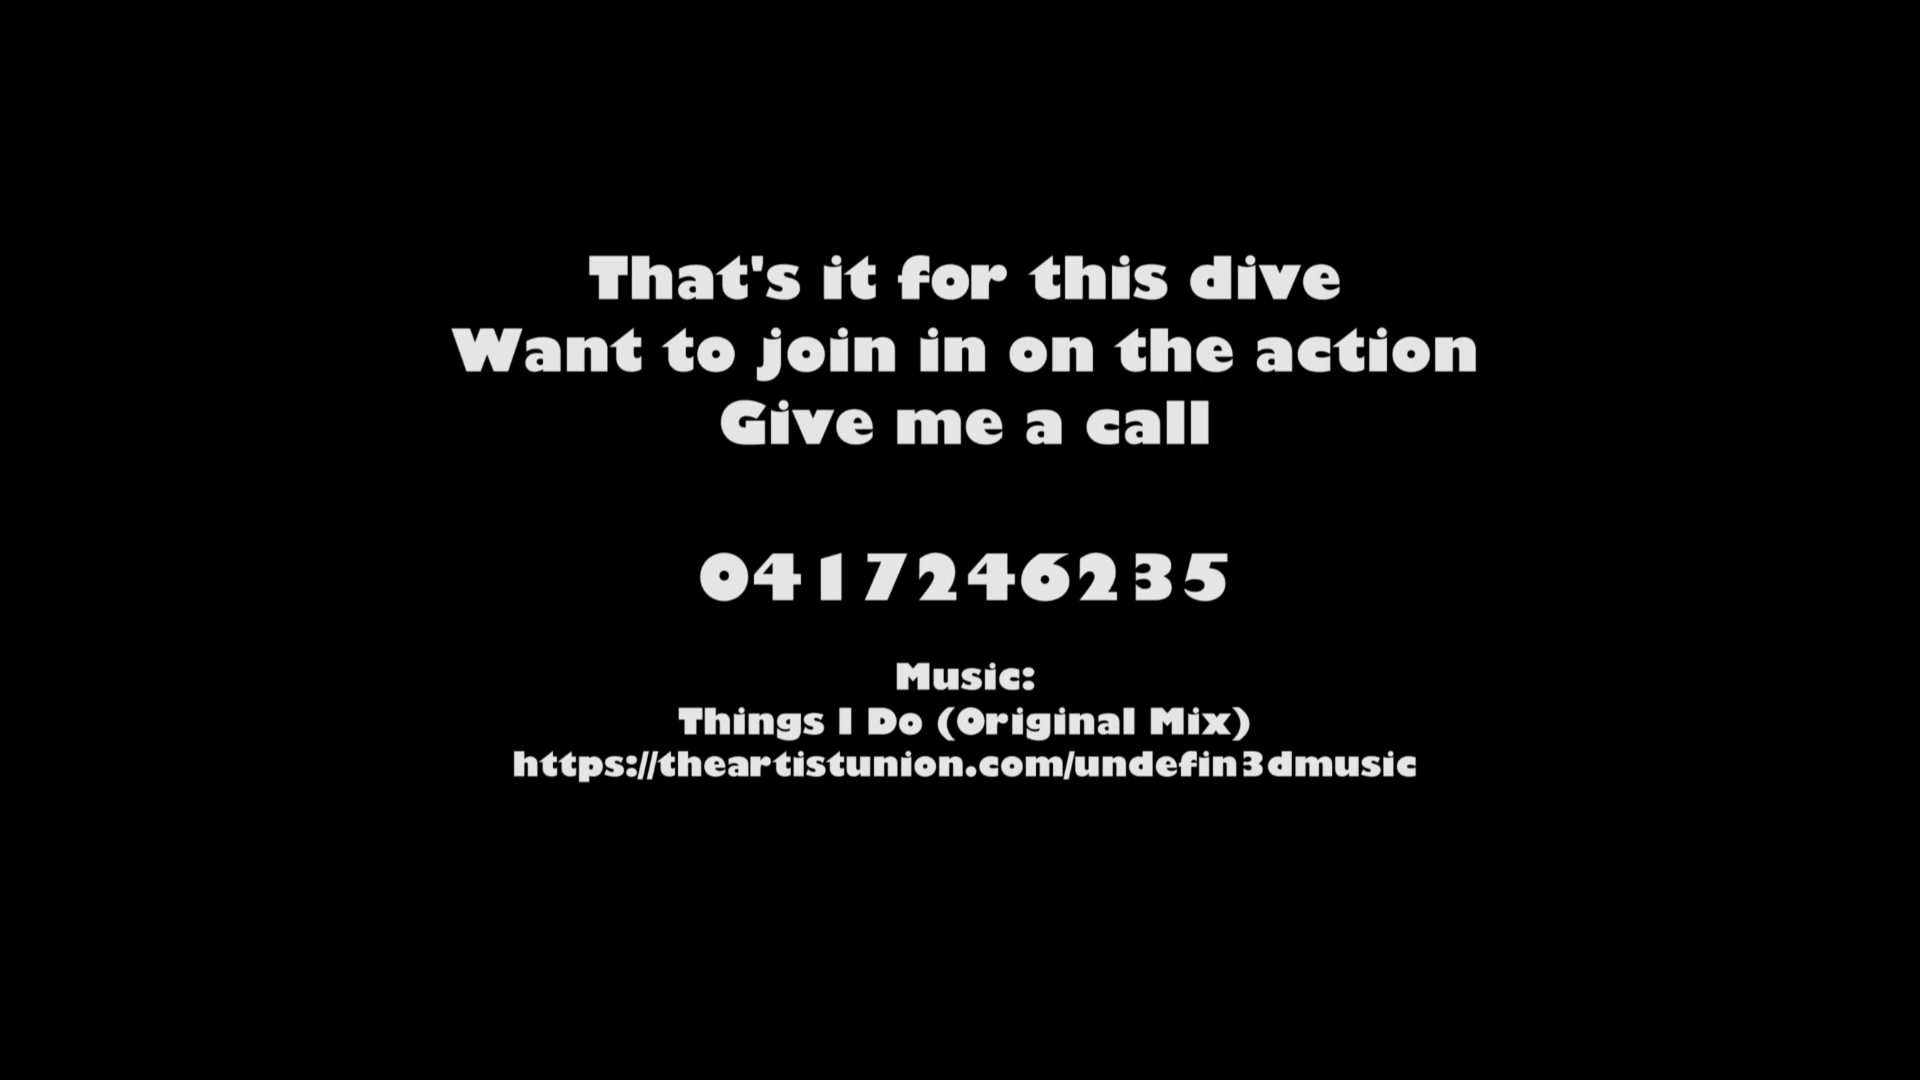 That's it for this dive
Want to join in on the action
Give me a call
0417246235
Music:
Things I Do (Original Mix)
https://theartistunion.com/undefin3dmusic